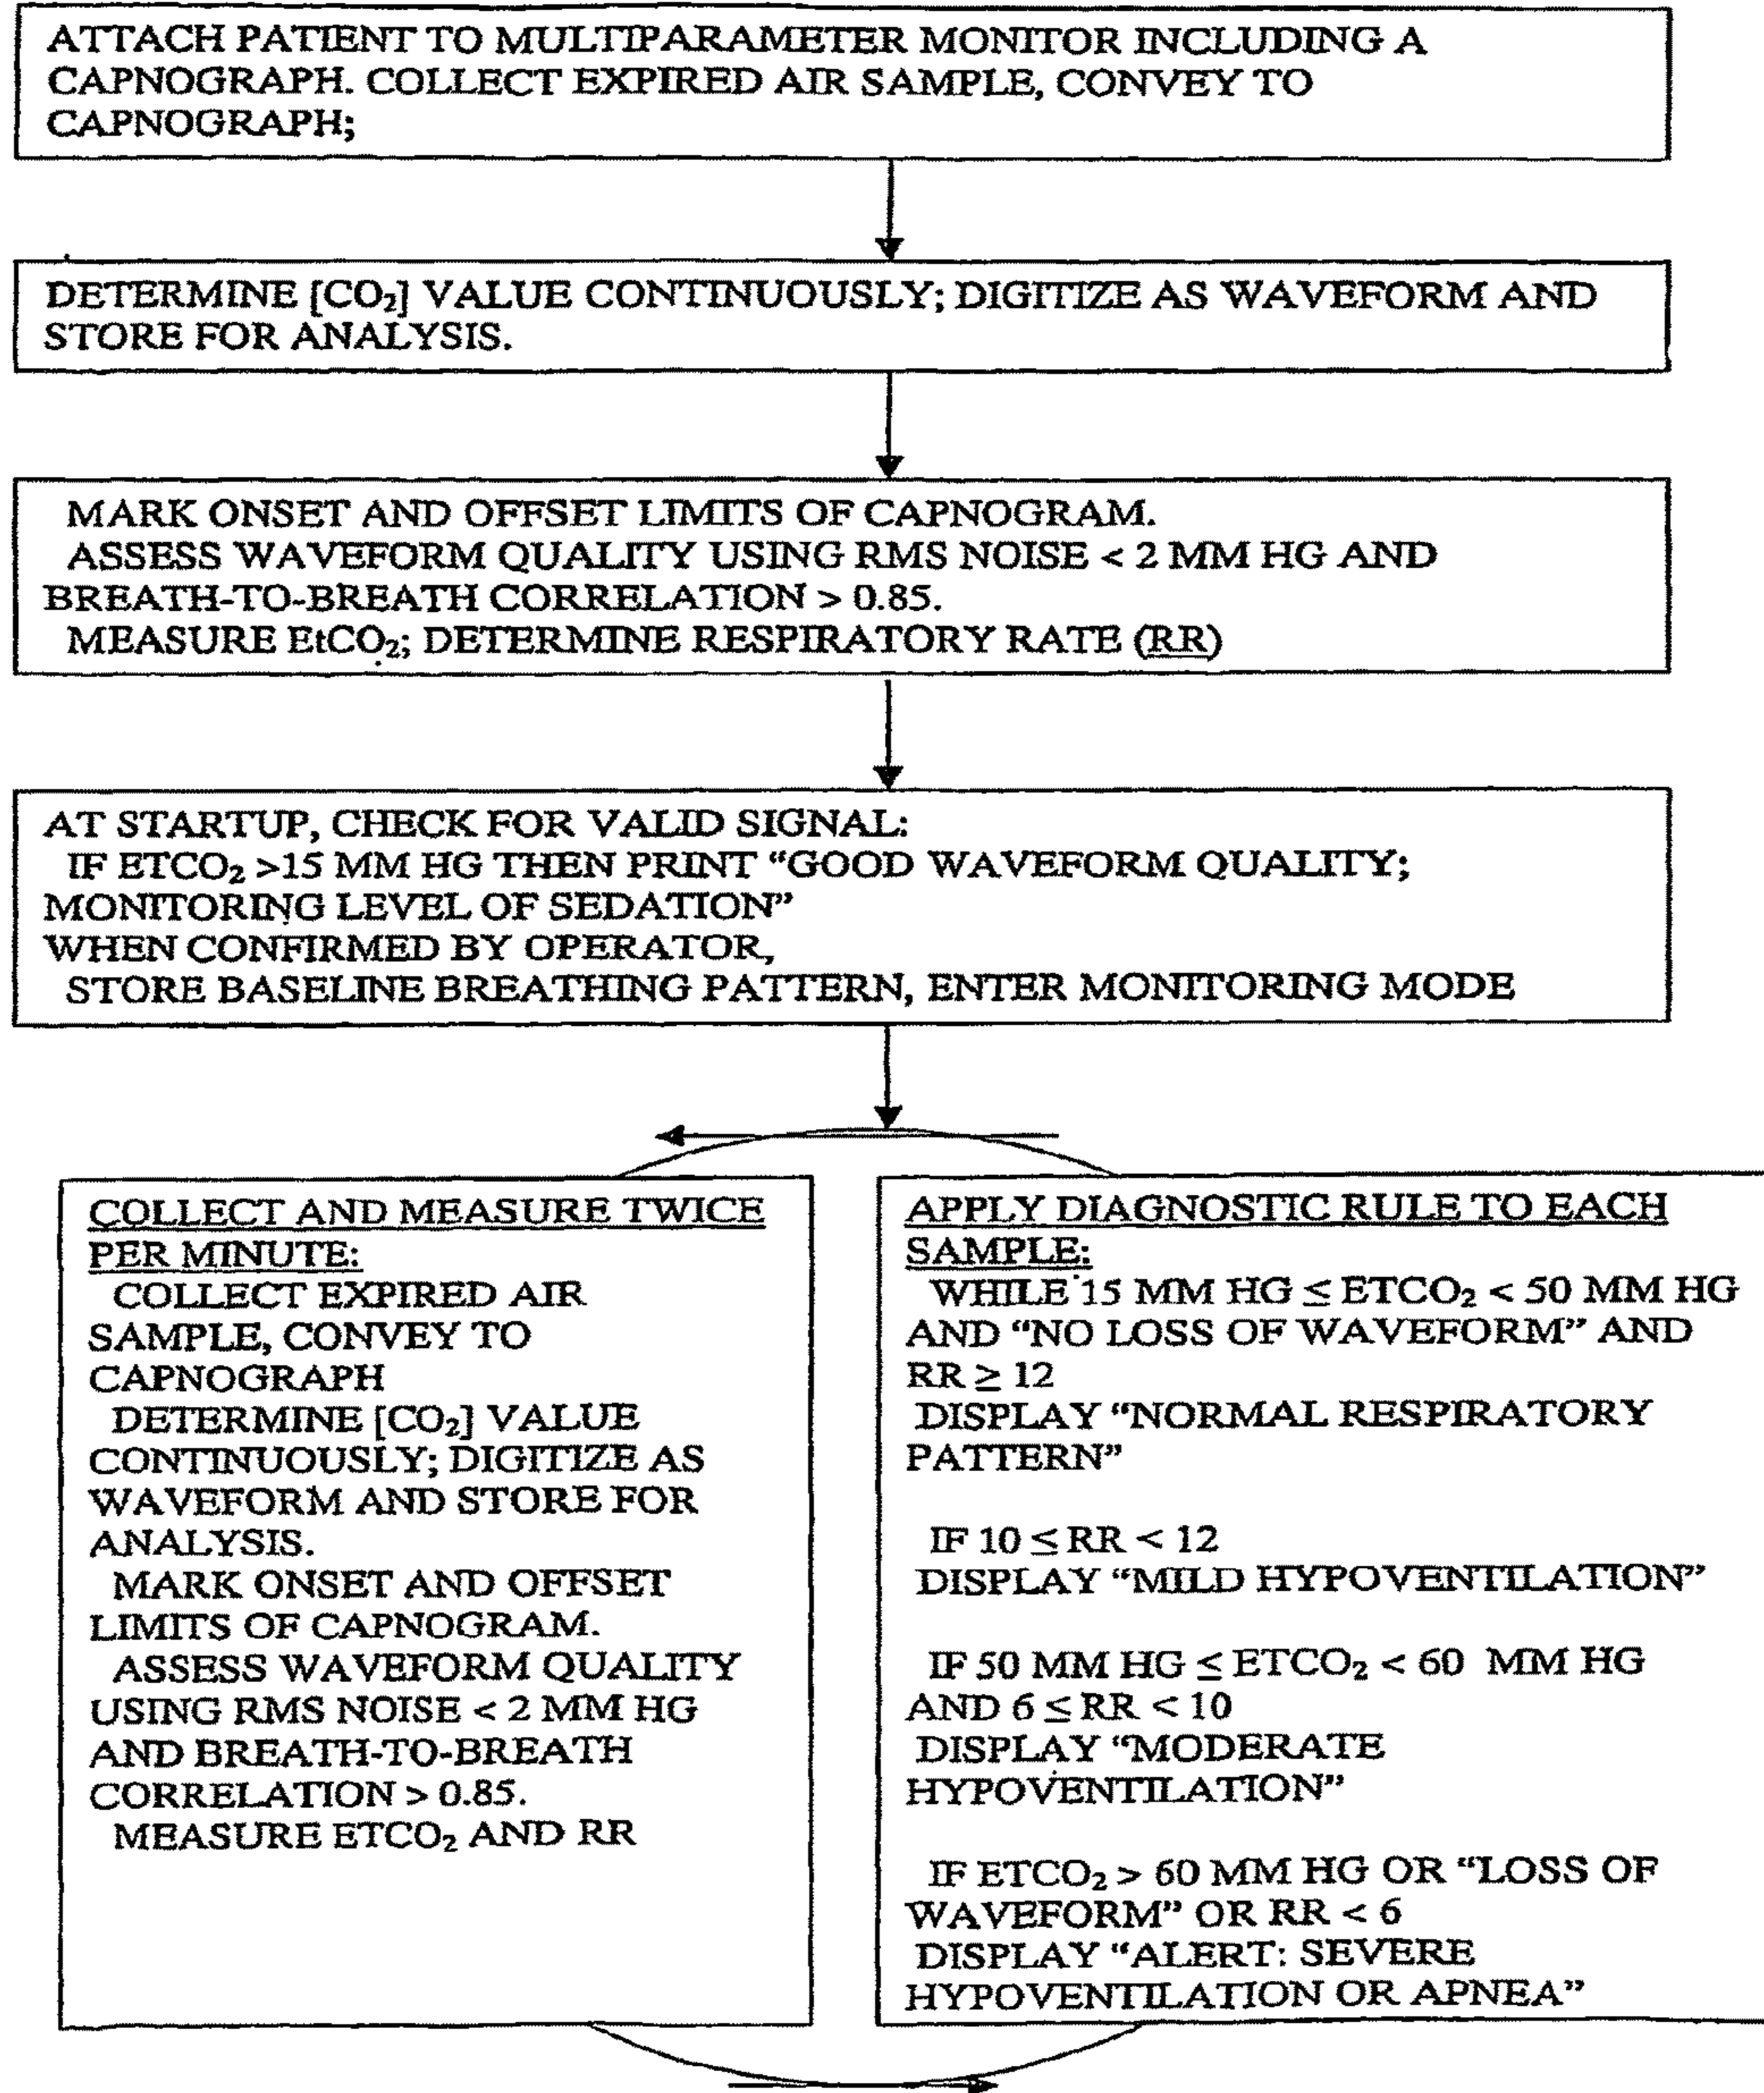 ATTACH PATIENT TO MULTIPARAMETER MONITOR INCLUDING A
CAPNOGRAPH. COLLECT EXPIRED AIR SAMPLE, CONVEY TO
CAPNOGRAPH;
DETERMINE [CO₂] VALUE CONTINUOUSLY; DIGITIZE AS WAVEFORM AND
STORE FOR ANALYSIS.
MARK ONSET AND OFFSET LIMITS OF CAPNOGRAM.
ASSESS WAVEFORM QUALITY USING RMS NOISE < 2 MM HG AND
BREATH-TO-BREATH CORRELATION > 0.85.
MEASURE EtCO₂; DETERMINE RESPIRATORY RATE (RR)
AT STARTUP, CHECK FOR VALID SIGNAL:
IF ETCO₂ >15 MM HG THEN PRINT “GOOD WAVEFORM QUALITY;
MONITORING LEVEL OF SEDATION”
WHEN CONFIRMED BY OPERATOR,
STORE BASELINE BREATHING PATTERN, ENTER MONITORING MODE
COLLECT AND MEASURE TWICE
PER MINUTE:
COLLECT EXPIRED AIR
SAMPLE, CONVEY TO
CAPNOGRAPH
DETERMINE [CO₂] VALUE
CONTINUOUSLY; DIGITIZE AS
WAVEFORM AND STORE FOR
ANALYSIS.
MARK ONSET AND OFFSET
LIMITS OF CAPNOGRAM.
ASSESS WAVEFORM QUALITY
USING RMS NOISE < 2 MM HG
AND BREATH-TO-BREATH
CORRELATION > 0.85.
MEASURE ETCO₂ AND RR
APPLY DIAGNOSTIC RULE TO EACH
SAMPLE:
WHILE 15 MM HG ≤ ETCO₂ < 50 MM HG
AND “NO LOSS OF WAVEFORM” AND
RR ≥ 12
DISPLAY “NORMAL RESPIRATORY
PATTERN”
IF 10 ≤ RR < 12
DISPLAY “MILD HYPOVENTILATION”
IF 50 MM HG ≤ ETCO₂ < 60 MM HG
AND 6 ≤ RR < 10
DISPLAY “MODERATE
HYPOVENTILATION”
IF ETCO₂ > 60 MM HG OR “LOSS OF
WAVEFORM” OR RR < 6
DISPLAY “ALERT: SEVERE
HYPOVENTILATION OR APNEA”